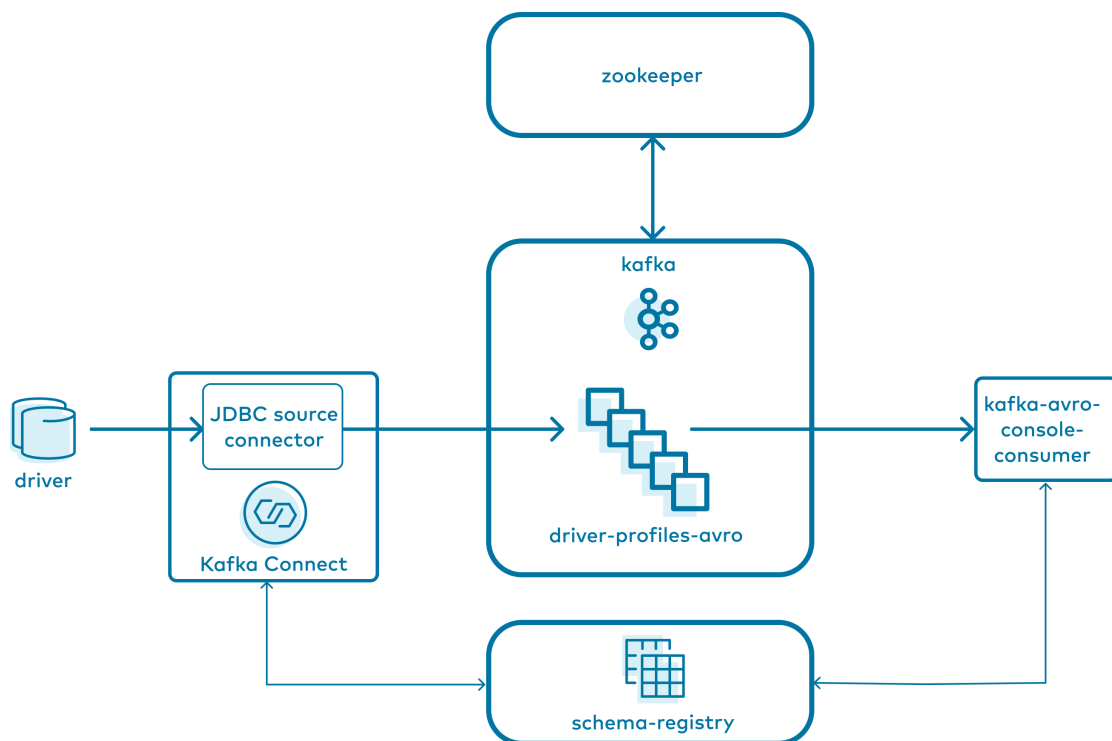 zookeeper
kafka
JDBC source
connector
kafka-avro-
console-
consumer
driver
driver-profiles-avro
Kafka Connect
schema-registry